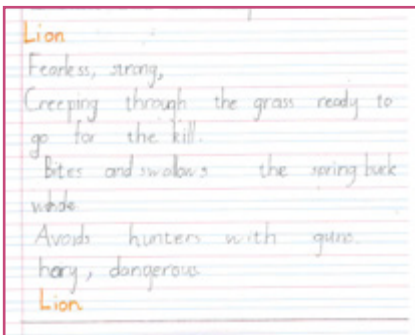 Lion
Fearless, strong,
Creeping through the grass ready to
go for the kill.
Bites and swallows the spring buck
whole
Avoids hunters with guns.
hery, dangerous
Lion